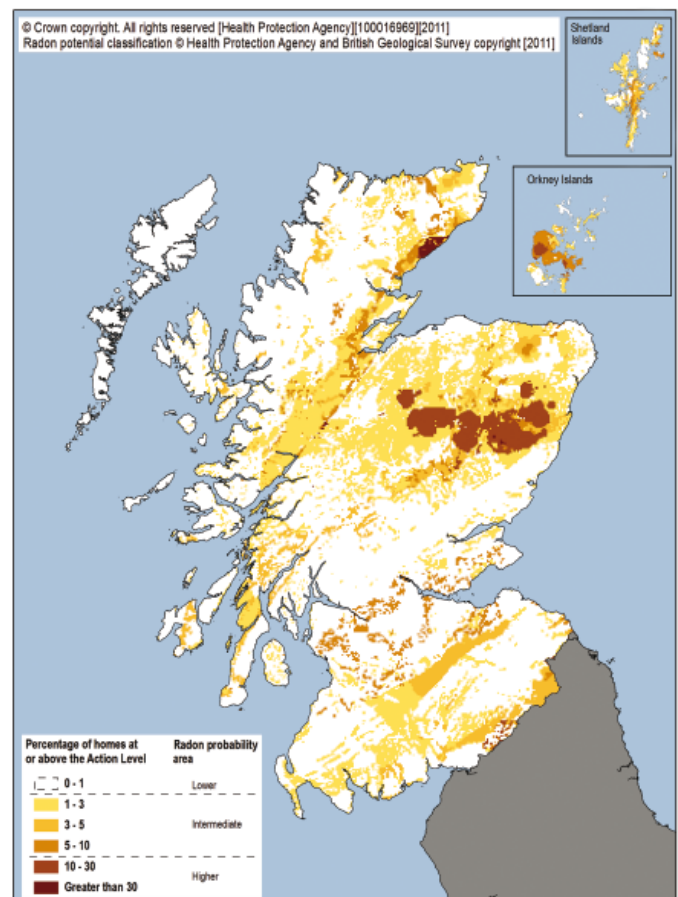 © Crown copyright. All rights reserved [Health Protection Agency][100016969][2011]
Radon potential classification © Health Protection Agency and British Geological Survey copyright [2011]
Shetland
Islands
Orkney Islands
Percentage of homes at
or above the Action Level
Radon probability
area
0 - 1
Lower
1 - 3
3 - 5
Intermediate
5 - 10
10 - 30
Higher
Greater than 30